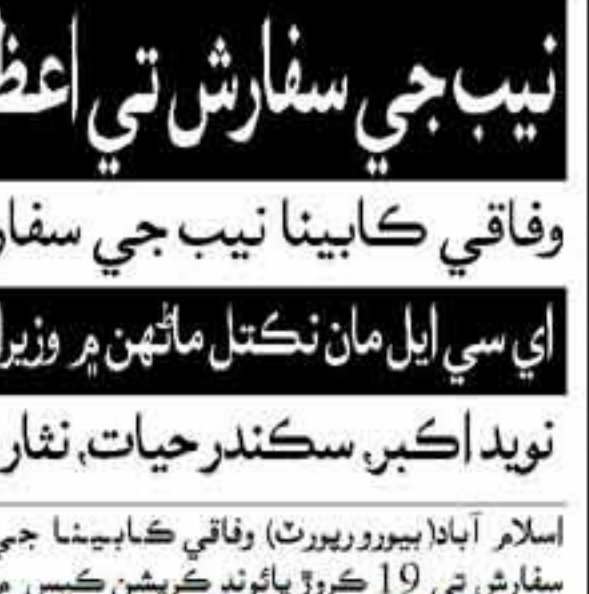 نيب جي سفارش تي اعظ
وفاقي ڪابينا نيب جي سفار
اي سي ايل مان نڪتل ماڻهن ۾ وزيرا
نويد اڪبر، سڪندر حيات، نثار
اسلام آباد (بيورو رپورٽ) وفاقي ڪابينا جي
سفارش تي 19 ڪروڙ پائونڊ ڪرپشن ڪيس ۾